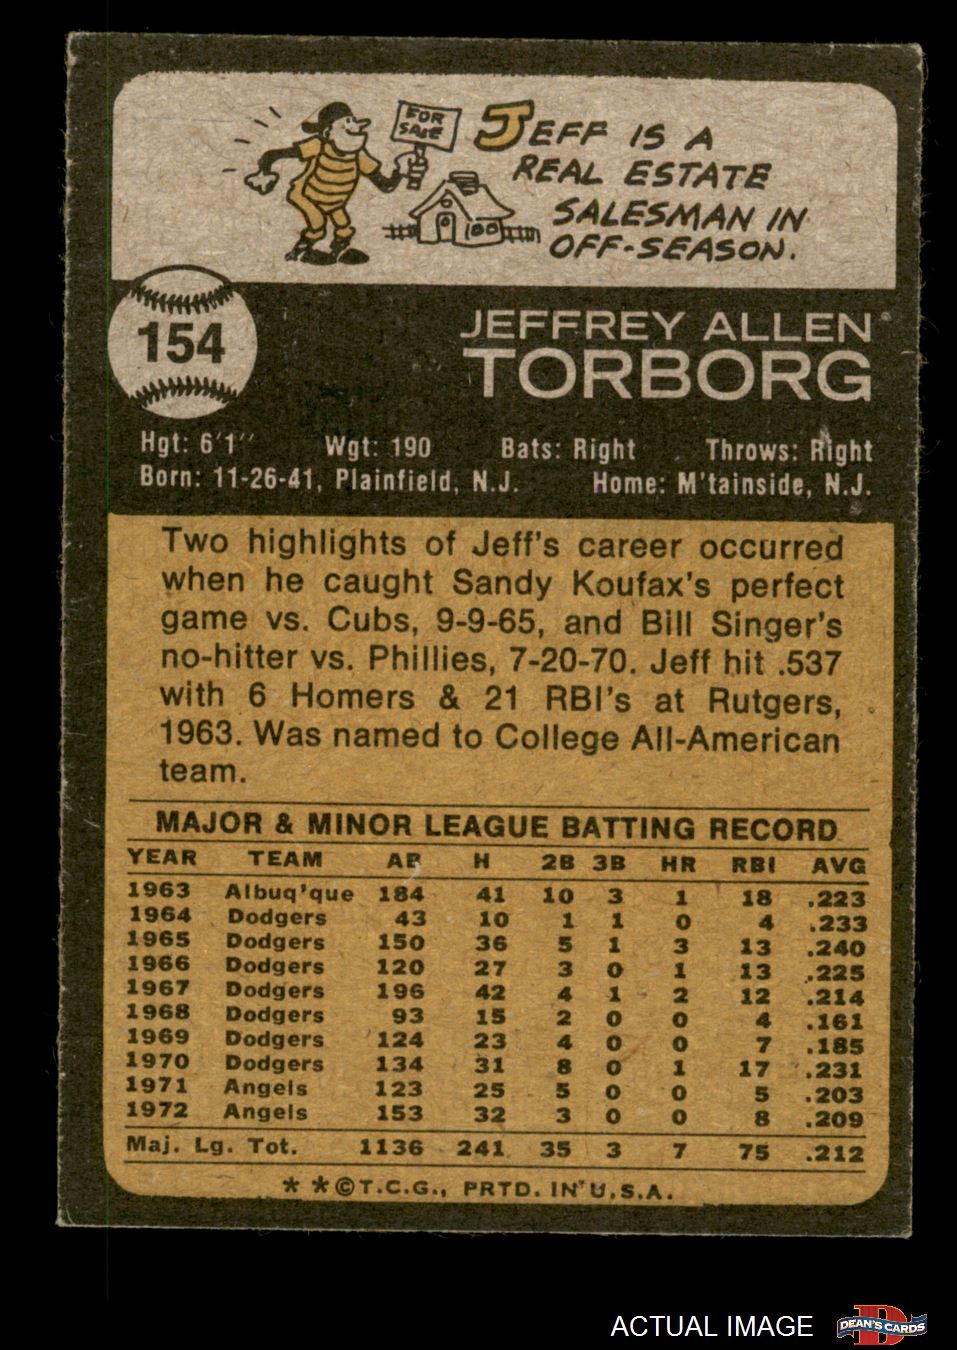 FOR
SALE
JEFF IS A
REAL ESTATE
SALESMAN IN
OFF-SEASON.
154
JEFFREY ALLEN
TORBORG
Hgt: 6'1" Wgt: 190 Bats: Right Throws: Right
Born: 11-26-41, Plainfield, N.J. Home: M'tainside, N.J.
Two highlights of Jeff's career occurred
when he caught Sandy Koufax's perfect
game vs. Cubs, 9-9-65, and Bill Singer's
no-hitter vs. Phillies, 7-20-70. Jeff hit .537
with 6 Homers & 21 RBI's at Rutgers,
1963. Was named to College All-American
team.
MAJOR & MINOR LEAGUE BATTING RECORD
YEAR TEAM AB H 2B 3B HR RBI AVG
1963 Albuq'que 184 41 10 3 1 18 .223
1964 Dodgers 43 10 1 1 0 4 .233
1965 Dodgers 150 36 5 1 3 13 .240
1966 Dodgers 120 27 3 0 1 13 .225
1967 Dodgers 196 42 4 1 2 12 .214
1968 Dodgers 93 15 2 0 0 4 .161
1969 Dodgers 124 23 4 0 0 7 .185
1970 Dodgers 134 31 8 0 1 17 .231
1971 Angels 123 25 5 0 0 5 .203
1972 Angels 153 32 3 0 0 8 .209
Maj. Lg. Tot. 1136 241 35 3 7 75 .212
* *©T.C.G., PRTD. IN U.S.A.
ACTUAL IMAGE D DEAN'S CARDS